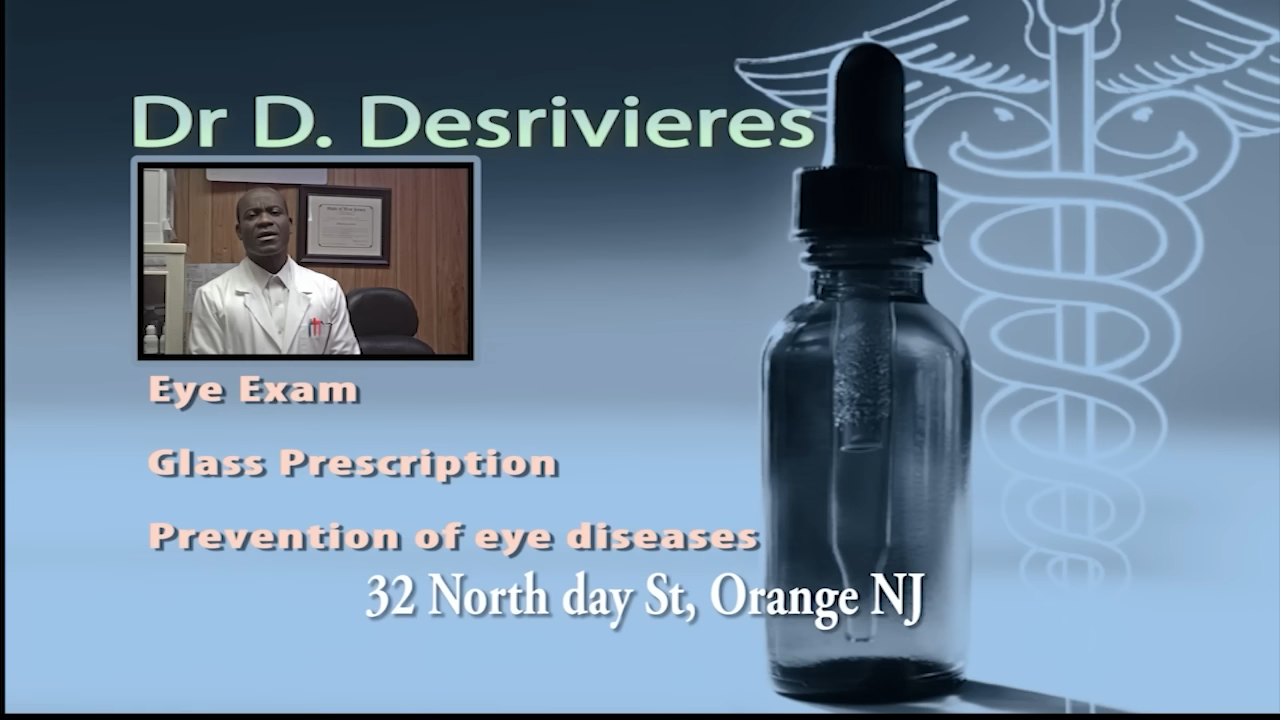 Dr D. Desrivieres
Eye Exam
Glass Prescription
Prevention of eye diseases
32 North day St, Orange NJ